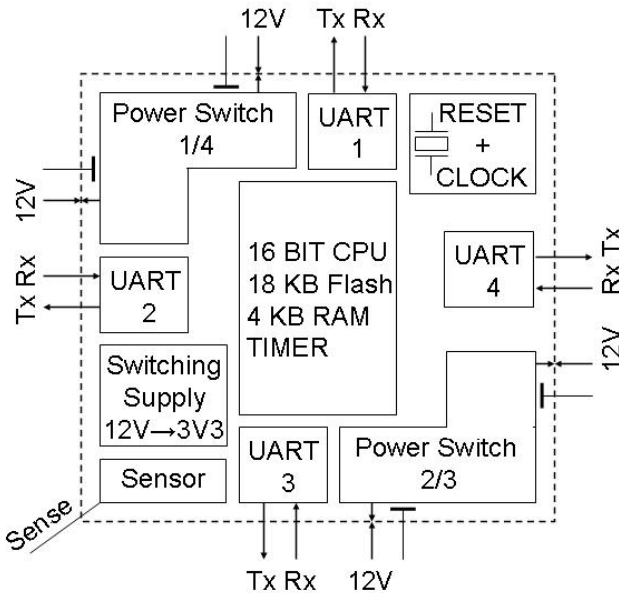 12V
Tx Rx
Power Switch
1/4
UART
1
RESET
+
CLOCK
12V
16 BIT CPU
18 KB Flash
4 KB RAM
TIMER
Tx Rx
UART
2
UART
4
Rx Tx
12V
Switching
Supply
12V→3V3
Sensor
Sense
UART
3
Power Switch
2/3
Tx Rx
12V